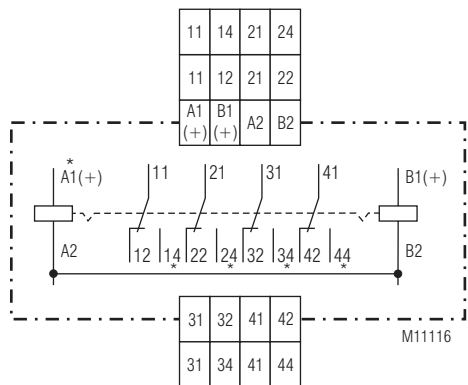 11 14 21 24
11 12 21 22
A1 B1 A2 B2
(+) (+)
*
A1(+) 11 21 31 41 B1(+)
A2 12 14 22 24 32 34 42 44 B2
* * * *
31 32 41 42
M11116
31 34 41 44